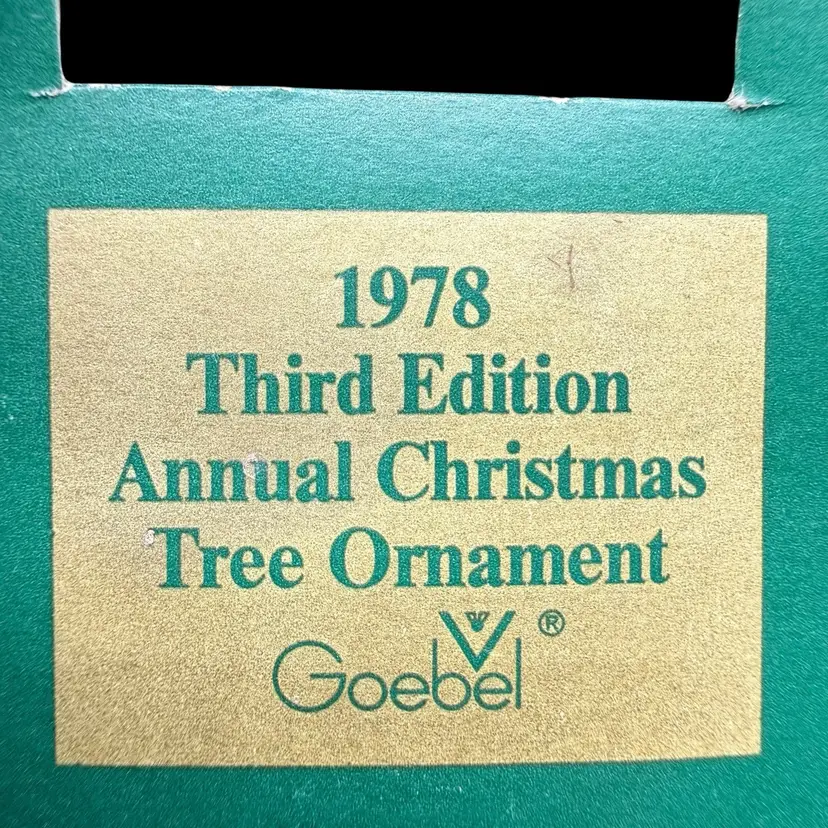 1978
Third Edition
Annual Christmas
Tree Ornament
Goebel ®